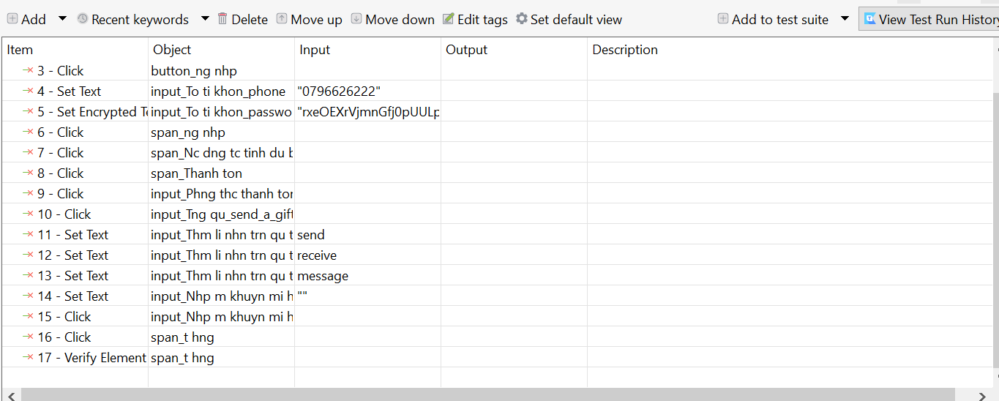 Add Recent keywords Delete Move up Move down Edit tags Set default view Add to test suite View Test Run History
Item Object Input Output Description
3 - Click button_ng nhp
4 - Set Text input_To ti khon_phone "0796626222"
5 - Set Encrypted Te input_To ti khon_passwo "rxeOEXrVjmnGfj0pUULp
6 - Click span_ng nhp
7 - Click span_Nc dng tc tinh du b
8 - Click span_Thanh ton
9 - Click input_Phng thc thanh ton
10 - Click input_Tng qu_send_a_gift
11 - Set Text input_Thm li nhn trn qu t send
12 - Set Text input_Thm li nhn trn qu t receive
13 - Set Text input_Thm li nhn trn qu t message
14 - Set Text input_Nhp m khuyn mi h ""
15 - Click input_Nhp m khuyn mi h
16 - Click span_t hng
17 - Verify Element span_t hng